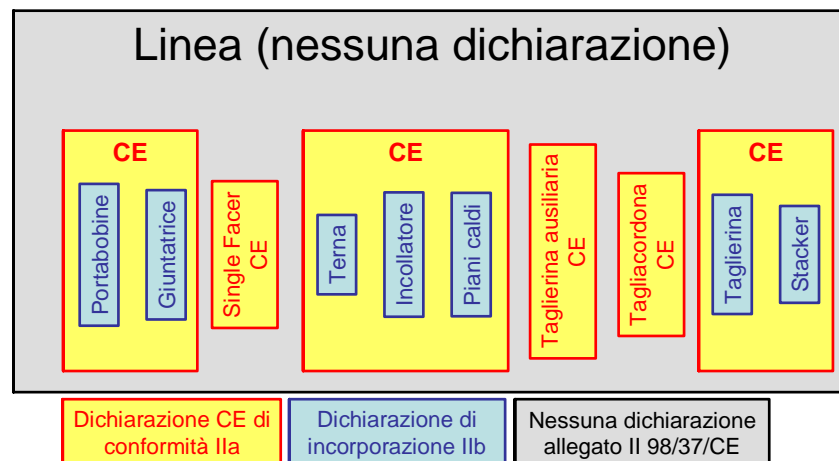 Linea (nessuna dichiarazione)
CE
Portabobine
Giuntatrice
Single Facer
CE
CE
Terna
Incollatore
Piani caldi
Taglierina ausiliaria
CE
Tagliacordona
CE
CE
Taglierina
Stacker
Dichiarazione CE di
conformità IIa
Dichiarazione di
incorporazione IIb
Nessuna dichiarazione
allegato II 98/37/CE